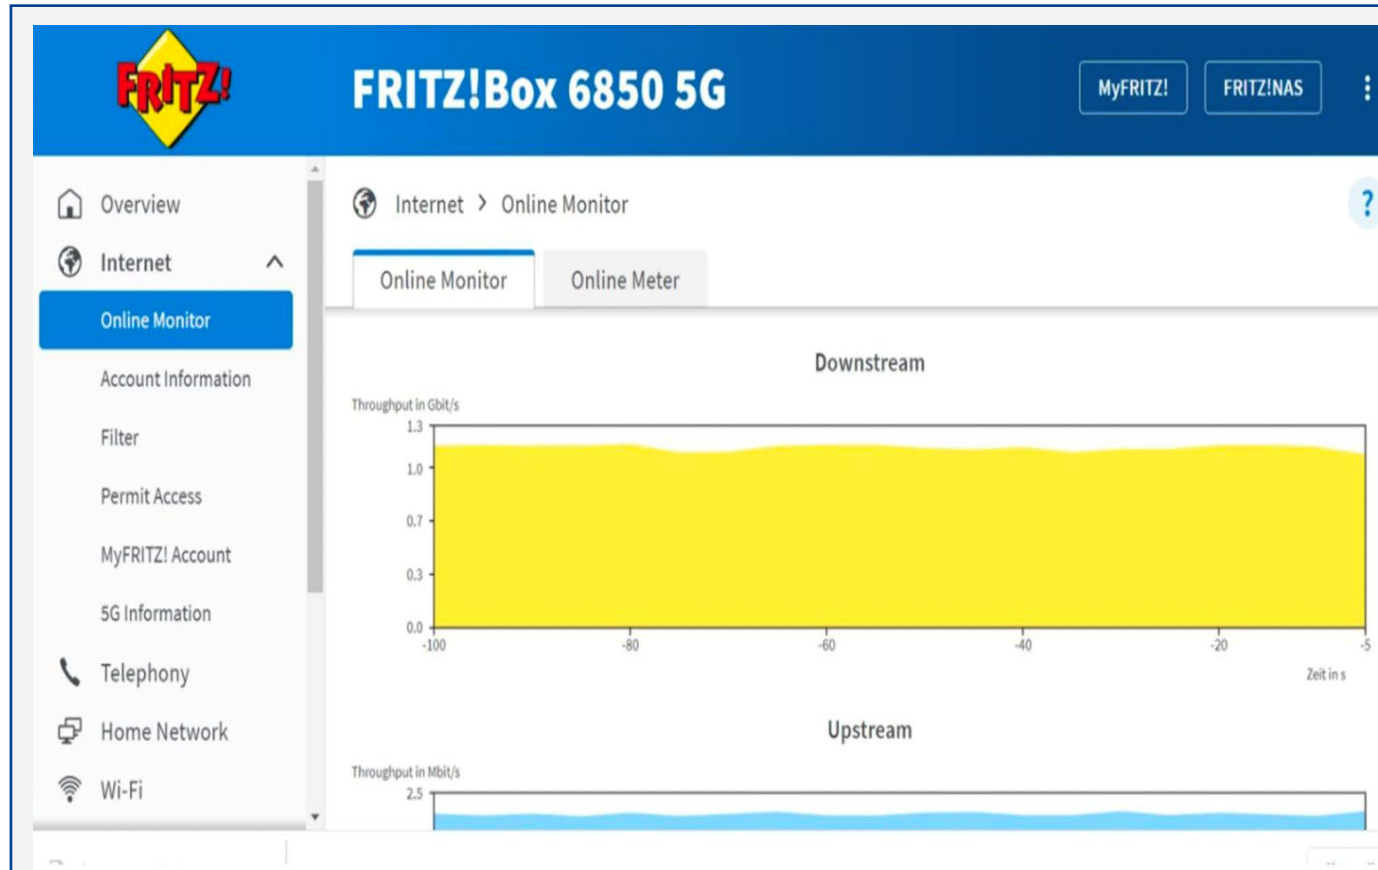 FRITZ!
FRITZ!Box 6850 5G
MyFRITZ!
FRITZ!NAS
Overview
Internet
Online Monitor
Account Information
Filter
Permit Access
MyFRITZ! Account
5G Information
Telephony
Home Network
Wi-Fi
Internet > Online Monitor
?
Online Monitor
Online Meter
Downstream
Throughput in Gbit/s
1.3
1.0
0.7
0.3
0.0
-100 -80 -60 -40 -20 -5
Zeit in s
Upstream
Throughput in Mbit/s
2.5